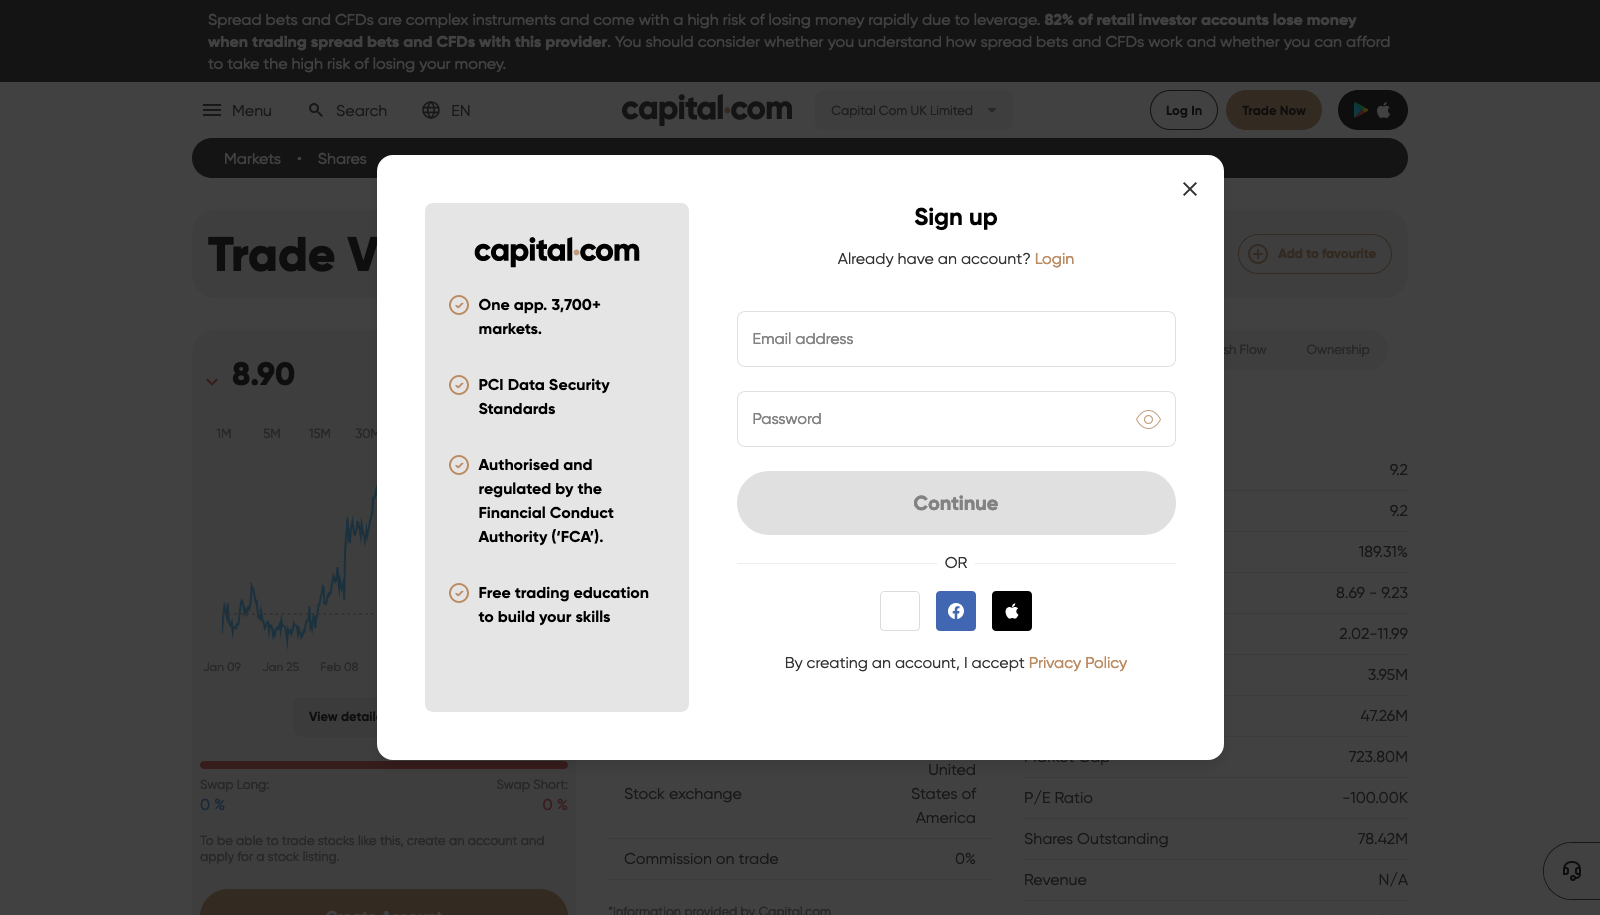 Spread bets and CFDs are complex instruments and come with a high risk of losing money rapidly due to leverage. 82% of retail investor accounts lose money
when trading spread bets and CFDs with this provider. You should consider whether you understand how spread bets and CFDs work and whether you can afford
to take the high risk of losing your money.
Menu Search EN capital.com Capital Com UK Limited Log In Trade Now
Markets • Shares
Trade
Add to favourite
8.90
1M 5M 15M
Jan 09 Jan 25 Feb 08
View
Swap Long: Swap Short:
0 % 0 %
To be able to trade stocks like this, create an account and
apply for a stock listing.
capital.com
One app. 3,700+
markets.
PCI Data Security
Standards
Authorised and
regulated by the
Financial Conduct
Authority (‘FCA’).
Free trading education
to build your skills
Sign up
Already have an account? Login
Email address
Password
Continue
OR
By creating an account, I accept Privacy Policy
Flow Ownership
9.2
9.2
189.31%
8.69 - 9.23
2.02-11.99
3.95M
47.26M
723.80M
P/E Ratio -100.00K
Shares Outstanding 78.42M
Revenue N/A
Stock exchange
United
States of
America
Commission on trade 0%
*Information provided by Capital.com